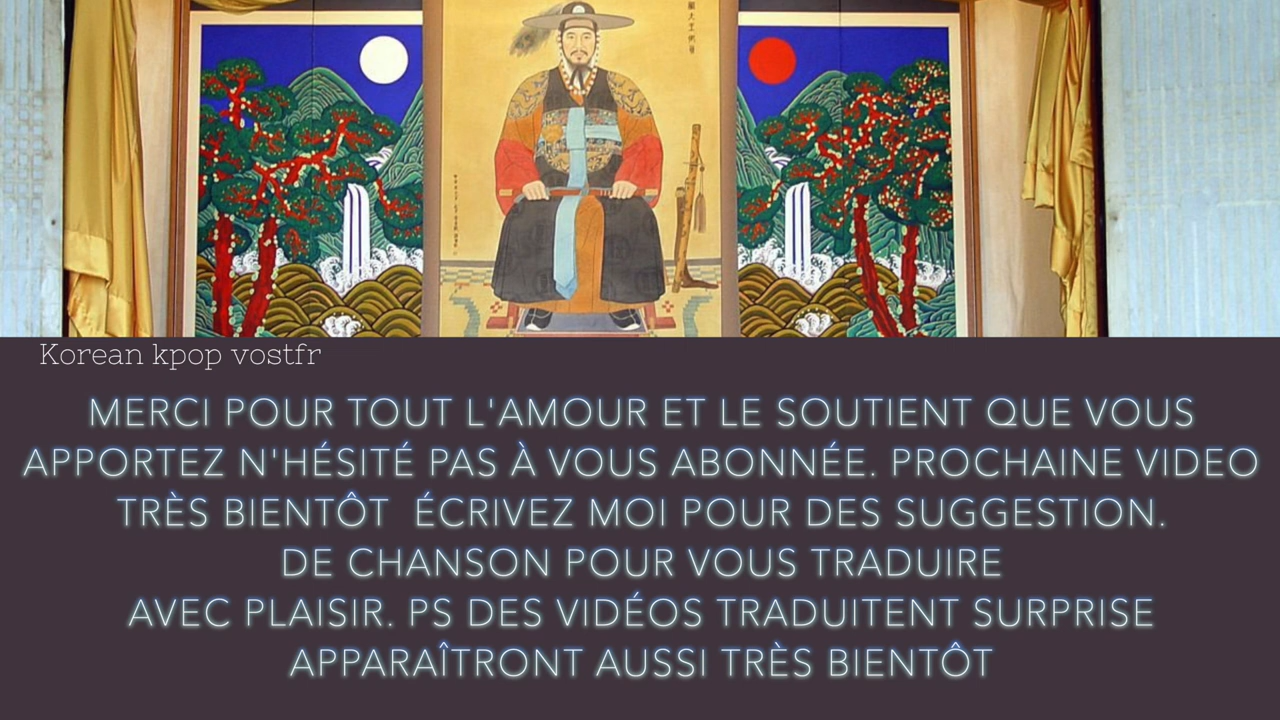 Korean kpop vostfr
MERCI POUR TOUT L'AMOUR ET LE SOUTIENT QUE VOUS
APPORTEZ N'HÉSITÉ PAS À VOUS ABONNÉE. PROCHAINE VIDEO
TRÈS BIENTÔT ÉCRIVEZ MOI POUR DES SUGGESTION.
DE CHANSON POUR VOUS TRADUIRE
AVEC PLAISIR. PS DES VIDÉOS TRADUITENT SURPRISE
APPARAÎTRONT AUSSI TRÈS BIENTÔT